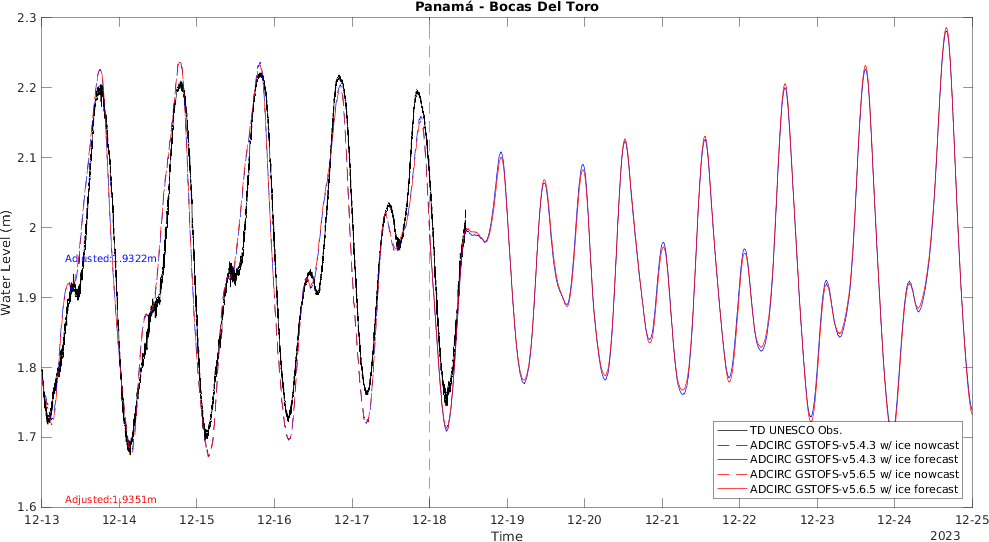 Panamá - Bocas Del Toro
2.3
2.2
2.1
2
1.9
1.8
1.7
1.6
Water Level (m)
Adjusted:1.9322m
Adjusted:1.9351m
TD UNESCO Obs.
ADCIRC GSTOFS-v5.4.3 w/ ice nowcast
ADCIRC GSTOFS-v5.4.3 w/ ice forecast
ADCIRC GSTOFS-v5.6.5 w/ ice nowcast
ADCIRC GSTOFS-v5.6.5 w/ ice forecast
12-13 12-14 12-15 12-16 12-17 12-18 12-19 12-20 12-21 12-22 12-23 12-24 12-25
Time
2023